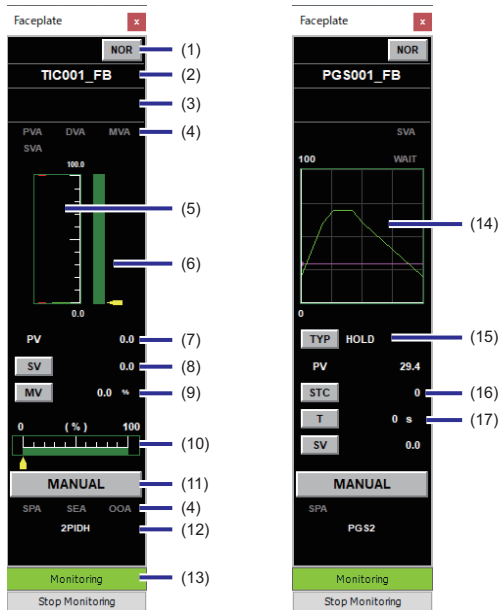 Faceplate x
NOR (1)
TIC001_FB (2)
(3)
PVA DVA MVA (4)
SVA
100.0
(5)
(6)
0.0
PV 0.0 (7)
SV 0.0 (8)
MV 0.0 % (9)
0 (%) 100 (10)
MANUAL (11)
SPA SEA OOA (4)
2PIDH (12)
Monitoring (13)
Stop Monitoring
Faceplate x
NOR
PGS001_FB
SVA
100 WAIT
(14)
0
TYP HOLD (15)
PV 29.4
STC 0 (16)
T 0 s (17)
SV 0.0
MANUAL
SPA
PGS2
Monitoring
Stop Monitoring